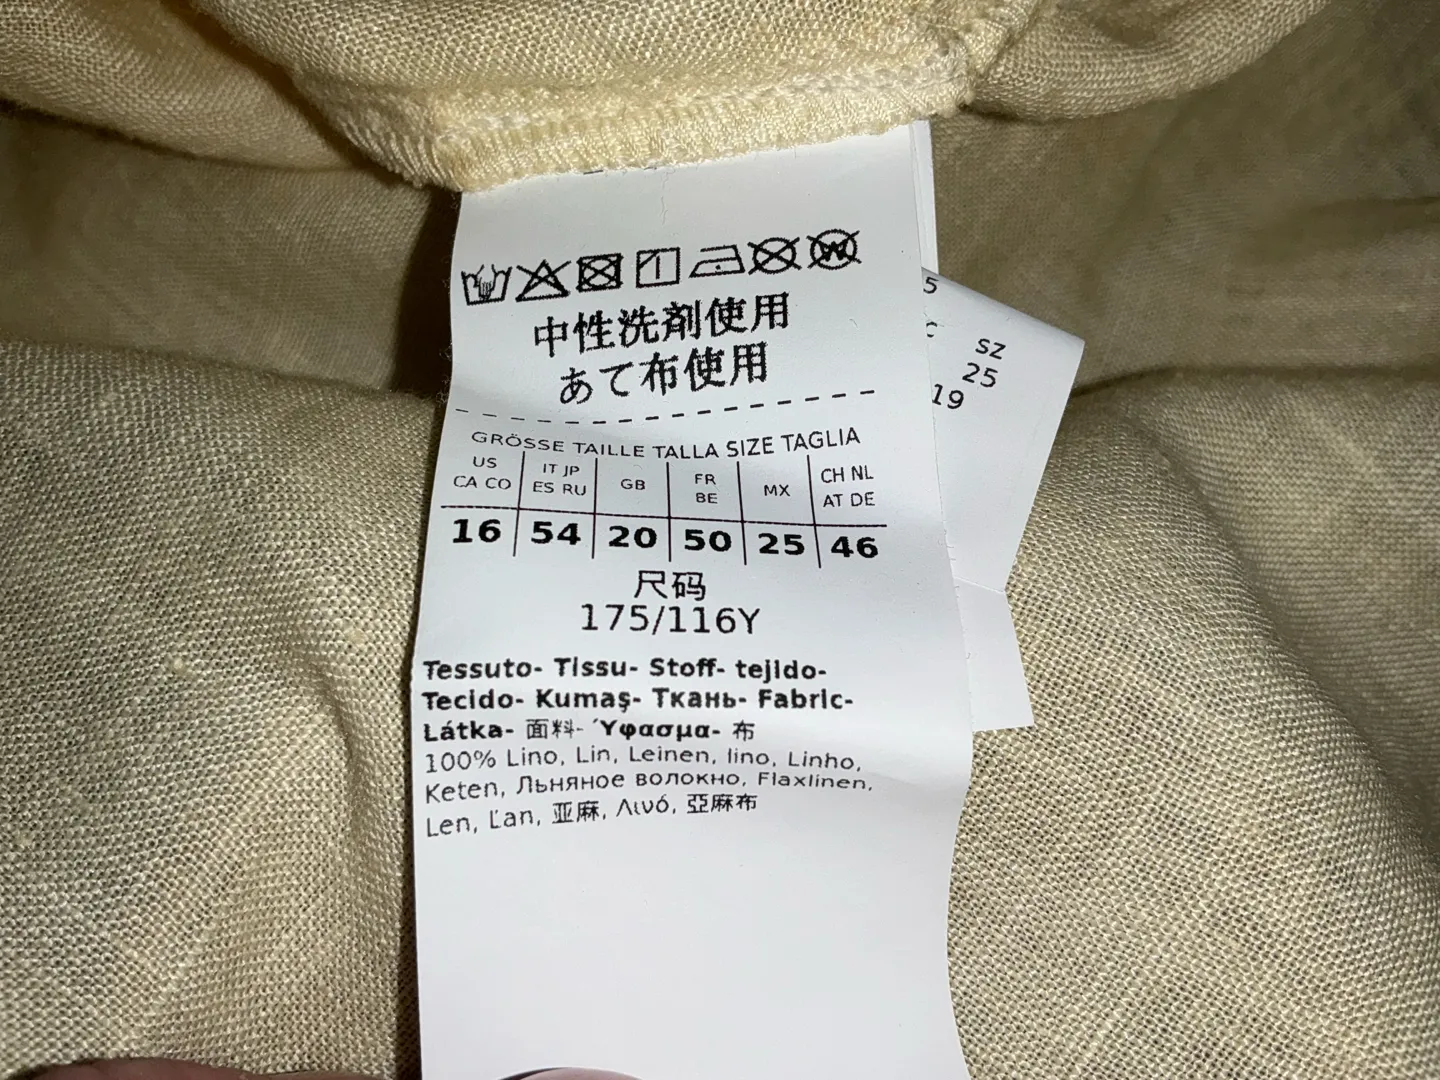 中性洗剤使用
あて布使用
GRÖSSE TAILLE TALLA SIZE TAGLIA
US CA CO
IT JP ES RU
GB
FR BE
MX
CH NL AT DE
16 54 20 50 25 46
尺码
175/116Y
Tessuto- Tissu- Stoff- tejido-
Tecido- Kumaş- Ткань- Fabric-
Látka- 面料- Ύφασμα- 布
100% Lino, Lin, Leinen, lino, Linho,
Keten, Льняное волокно, Flaxlinen,
Len, Ľan, 亚麻, Λινό, 亞麻布
5
C SZ
25
19